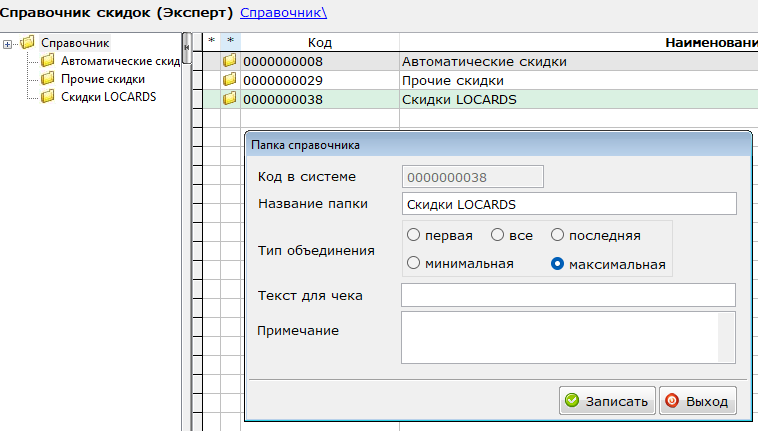 Справочник скидок (Эксперт) Справочник\
* * Код Наименовани
Справочник
Автоматические скид
Прочие скидки
Скидки LOCARDS
0000000008 Автоматические скидки
0000000029 Прочие скидки
0000000038 Скидки LOCARDS
Папка справочника
Код в системе 0000000038
Название папки Скидки LOCARDS
Тип объединения
первая все последняя
минимальная максимальная
Текст для чека
Примечание
Записать Выход